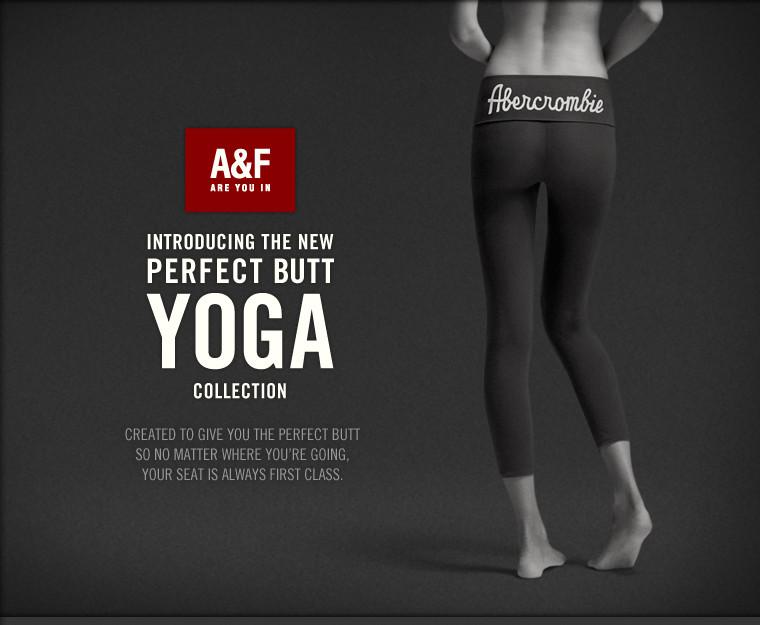 Abercrombie
A&F
ARE YOU IN
INTRODUCING THE NEW
PERFECT BUTT
YOGA
COLLECTION
CREATED TO GIVE YOU THE PERFECT BUTT
SO NO MATTER WHERE YOU'RE GOING,
YOUR SEAT IS ALWAYS FIRST CLASS.